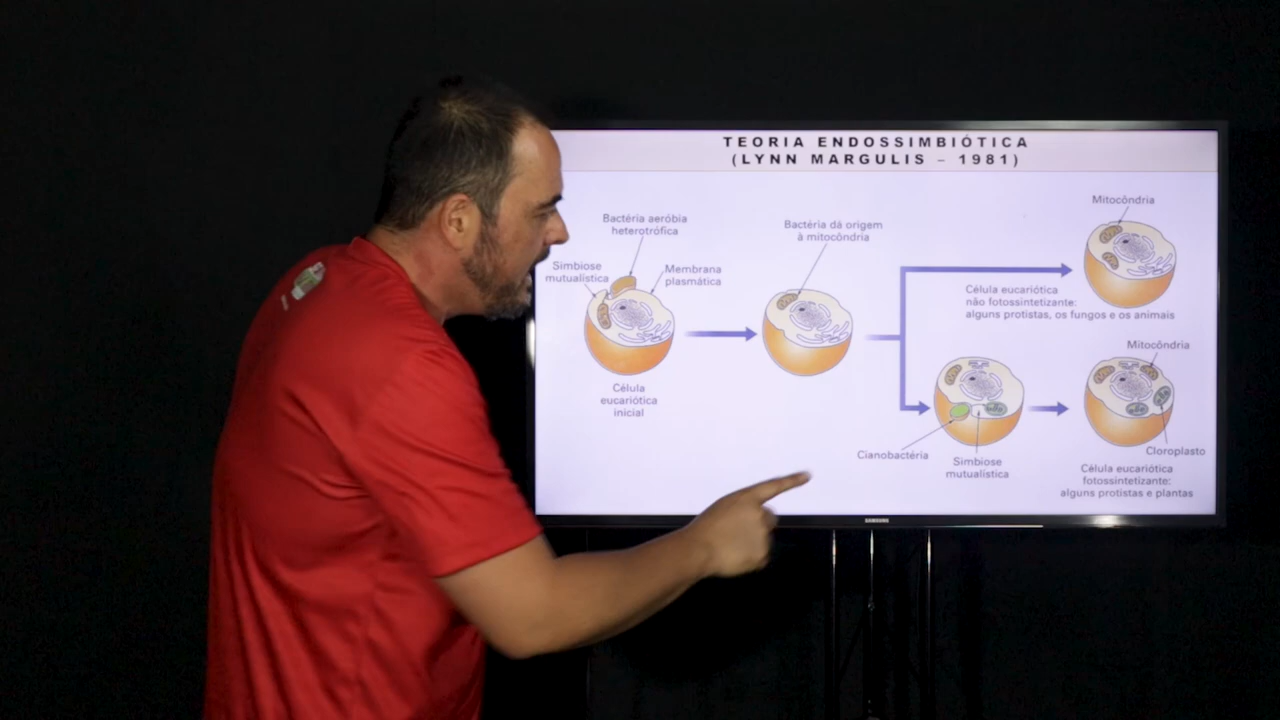 TEORIA ENDOSSIMBIÓTICA
(LYNN MARGULIS – 1981)
Bactéria aeróbia
heterotrófica
Simbiose
mutualística
Membrana
plasmática
Célula
eucariótica
inicial
Bactéria dá origem
à mitocôndria
Mitocôndria
Célula eucariótica
não fotossintetizante:
alguns protistas, os fungos e os animais
Cianobactéria
Simbiose
mutualística
Mitocôndria
Cloroplasto
Célula eucariótica
fotossintetizante:
alguns protistas e plantas
SAMSUNG